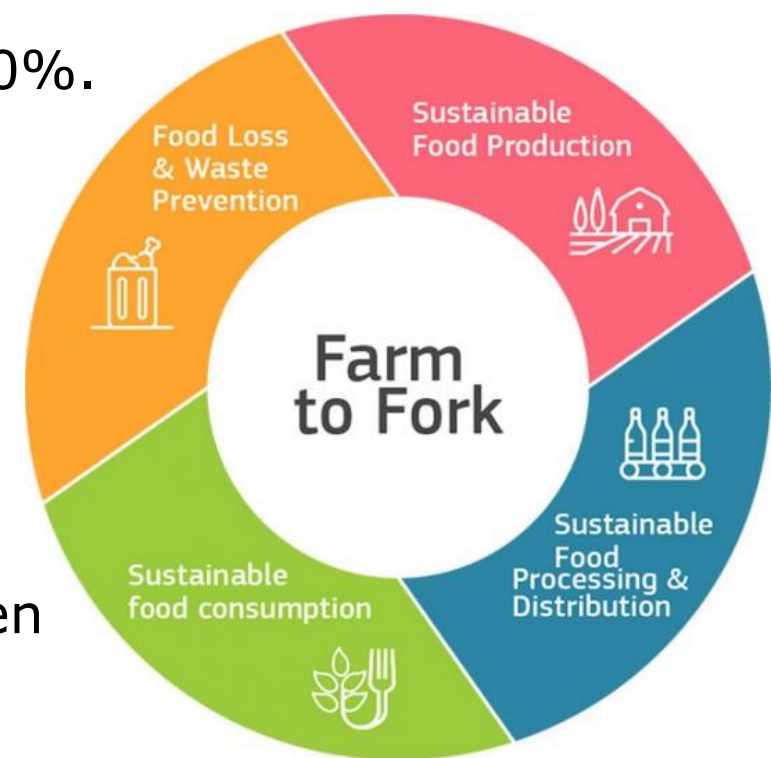 0%.
Food Loss
& Waste
Prevention
Sustainable
Food Production
Farm
to Fork
Sustainable
Food
Processing &
Distribution
Sustainable
food consumption
en